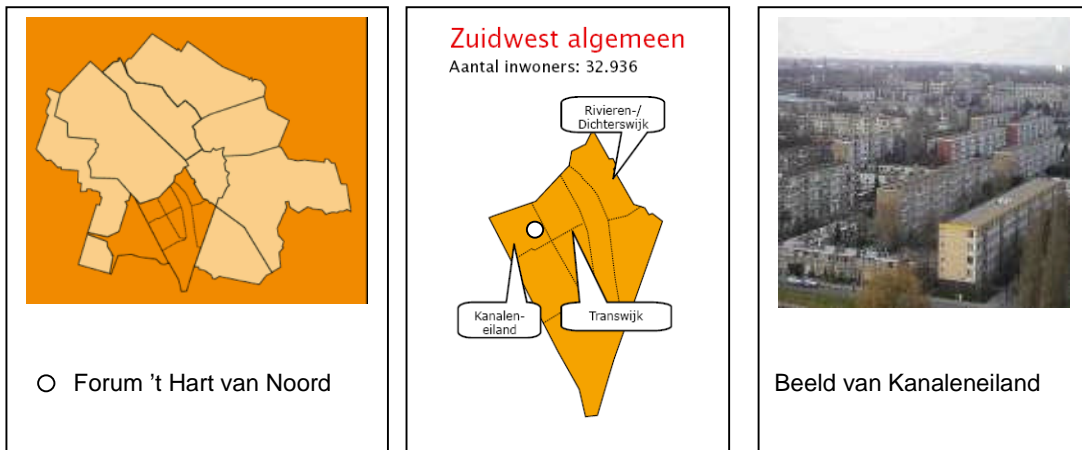 Forum ’t Hart van Noord
Zuidwest algemeen
Aantal inwoners: 32.936
Rivieren-/
Dichterswijk
Kanalen-
eiland
Transwijk
Beeld van Kanaleneiland